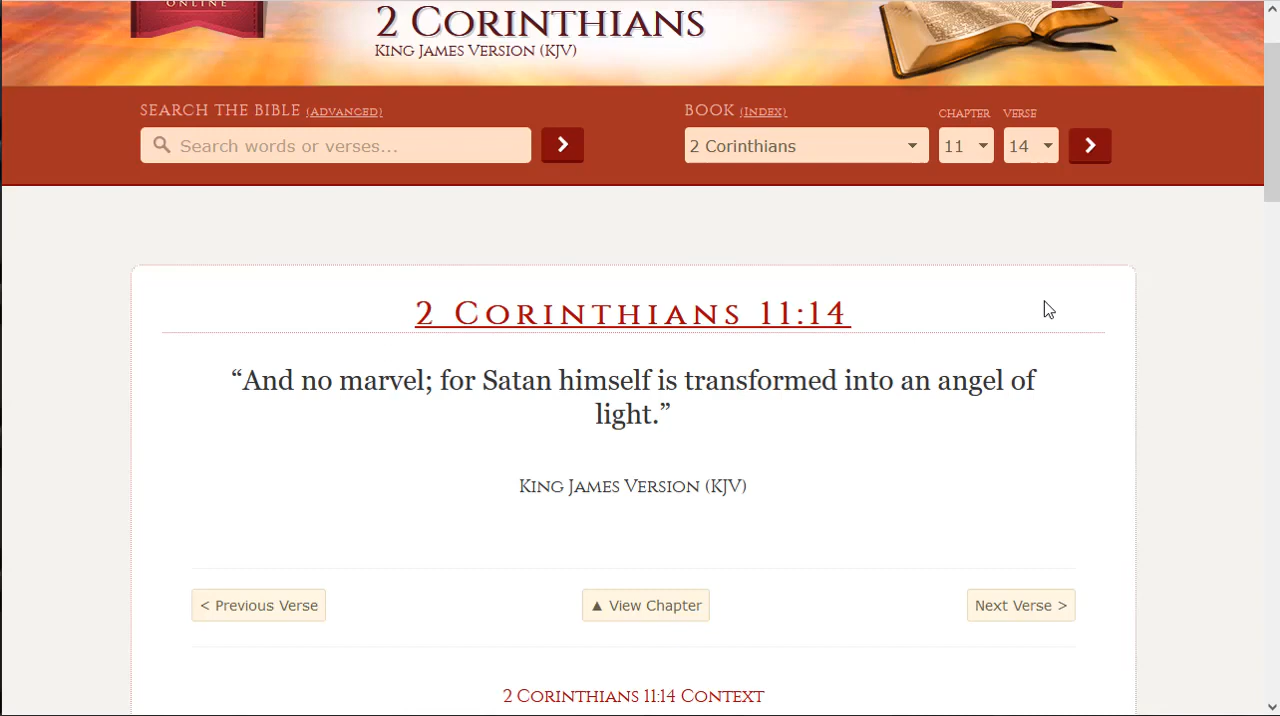 ONLINE
2 CORINTHIANS
KING JAMES VERSION (KJV)
SEARCH THE BIBLE (ADVANCED)
BOOK (INDEX)
CHAPTER
VERSE
Search words or verses...
2 Corinthians
11
14
2 CORINTHIANS 11:14
“And no marvel; for Satan himself is transformed into an angel of
light.”
KING JAMES VERSION (KJV)
< Previous Verse
▲ View Chapter
Next Verse >
2 CORINTHIANS 11:14 CONTEXT